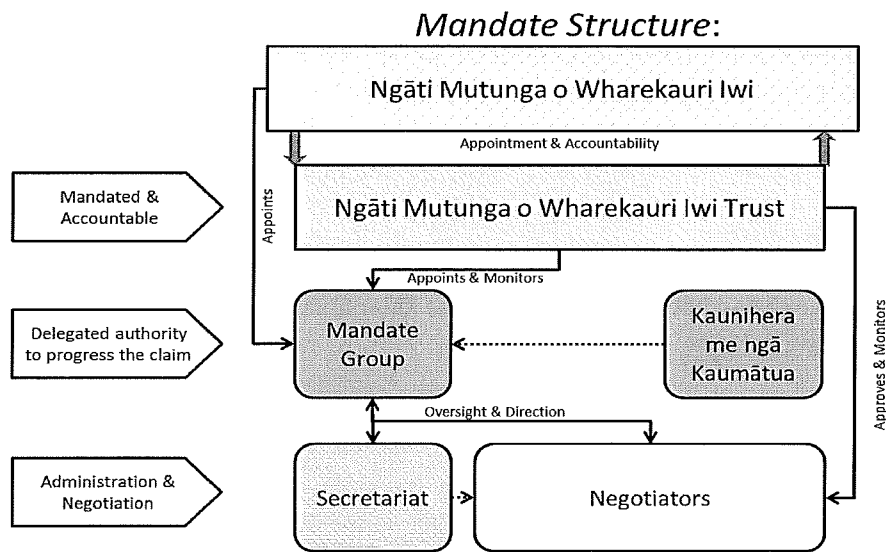 Mandate Structure:
Ngāti Mutunga o Wharekauri Iwi
Appointment & Accountability
Mandated &
Accountable
Ngāti Mutunga o Wharekauri Iwi Trust
Appoints
Appoints & Monitors
Delegated authority
to progress the claim
Mandate
Group
Kaunihera
me ngā
Kaumātua
Approves & Monitors
Oversight & Direction
Administration &
Negotiation
Secretariat
Negotiators